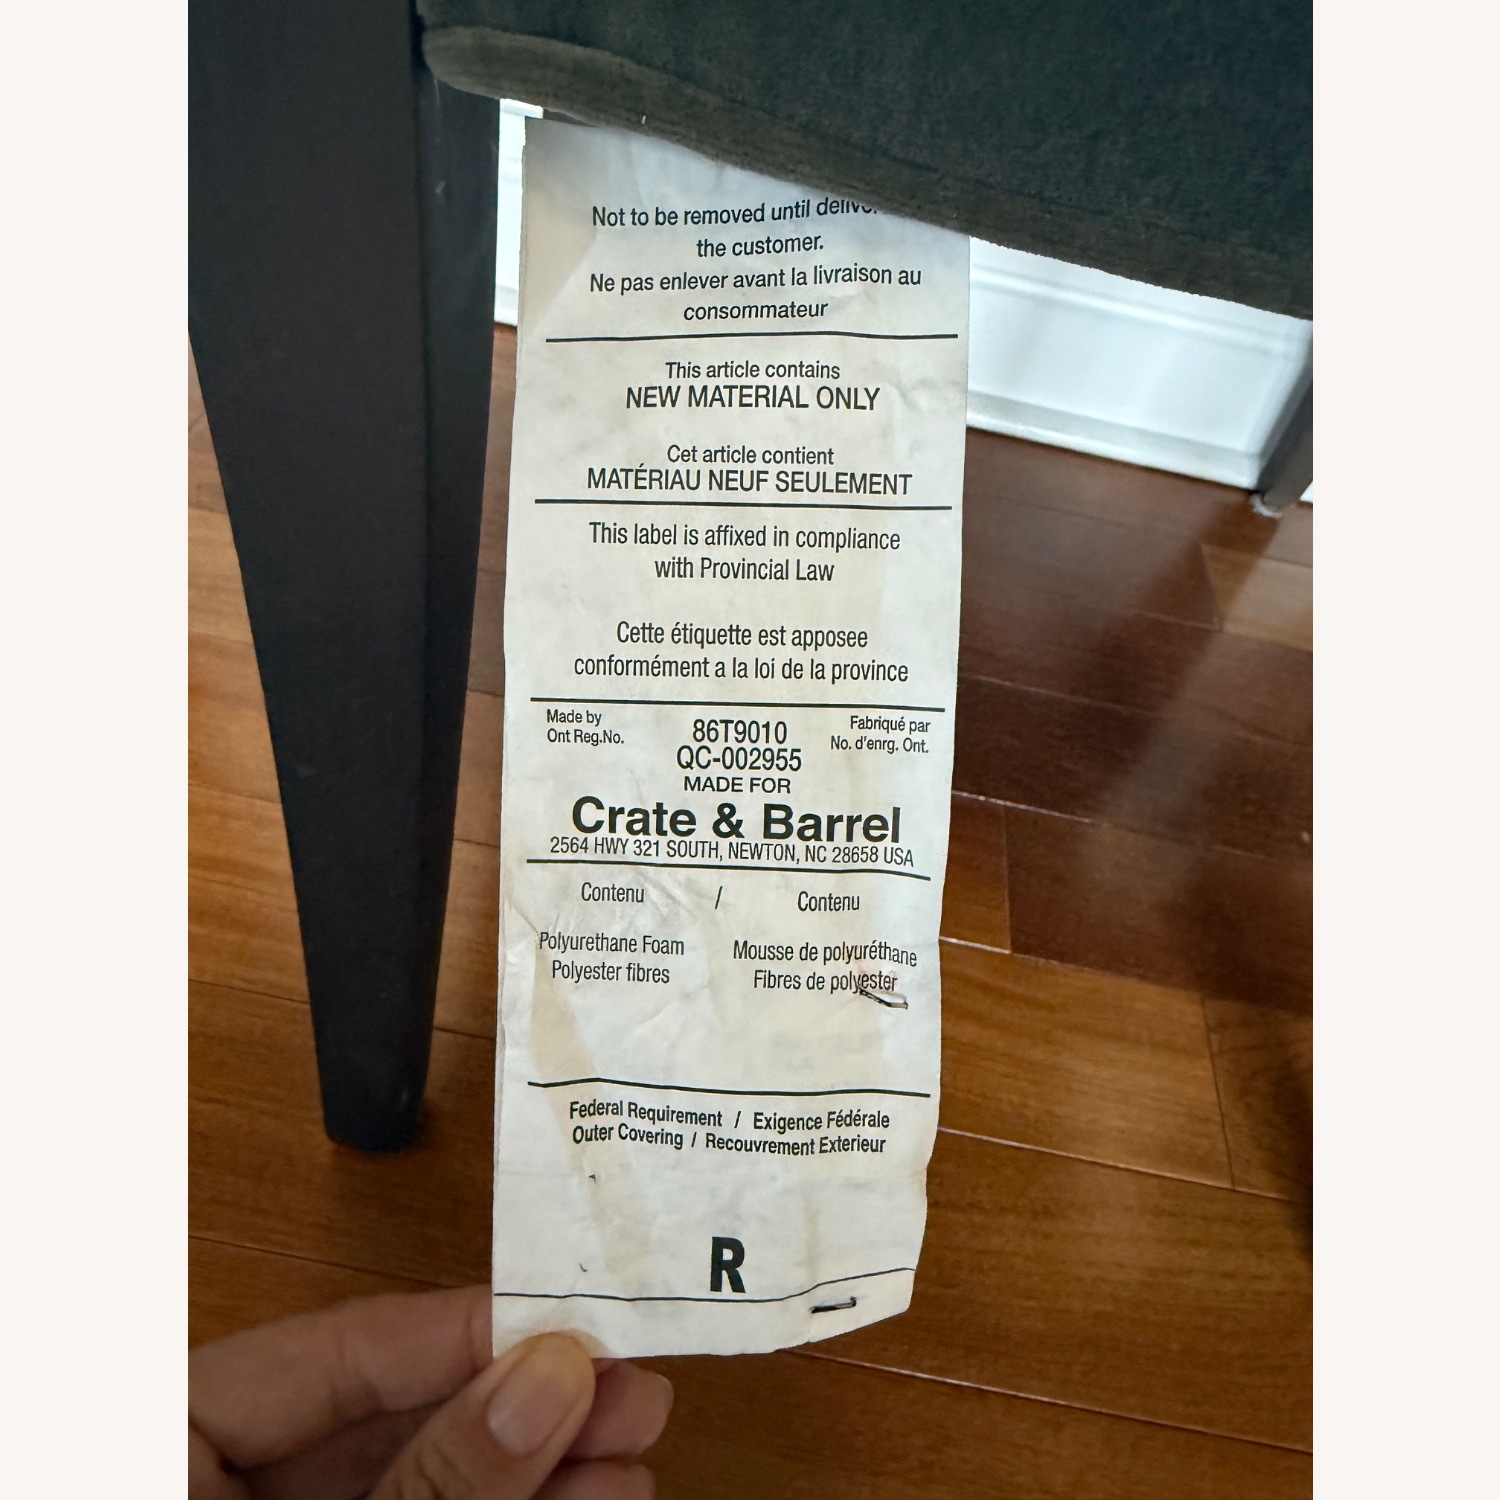 Not to be removed until
the customer.
Ne pas enlever avant la livraison au
consommateur
This article contains
NEW MATERIAL ONLY
Cet article contient
MATÉRIAU NEUF SEULEMENT
This label is affixed in compliance
with Provincial Law
Cette étiquette est apposee
conformément a la loi de la province
Made by
Ont Reg.No.
86T9010
QC-002955
Fabriqué par
No. d'enrg. Ont.
MADE FOR
Crate & Barrel
2564 HWY 321 SOUTH, NEWTON, NC 28658 USA
Contenu / Contenu
Polyurethane Foam Mousse de polyuréthane
Polyester fibres Fibres de polyester
Federal Requirement / Exigence Fédérale
Outer Covering / Recouvrement Exterieur
R